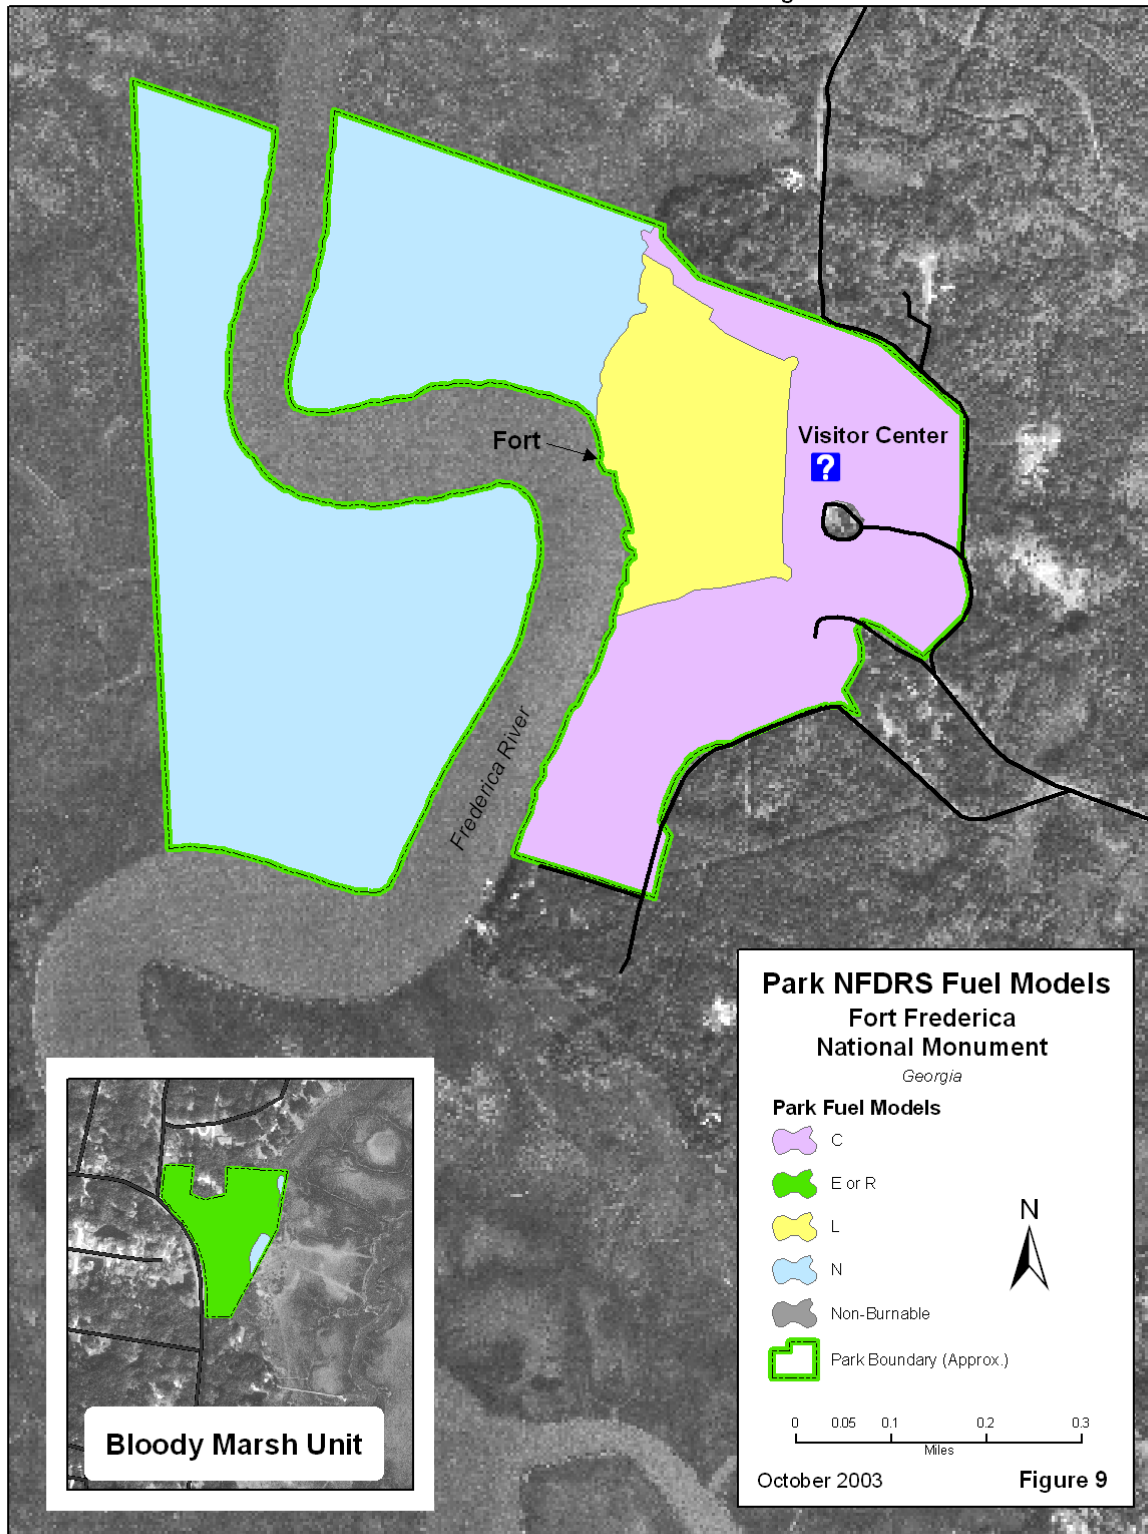 Fort
Visitor Center
?
Frederica River
Park NFDRS Fuel Models
Fort Frederica
National Monument
Georgia
Park Fuel Models
C
E or R
L
N
Non-Burnable
Park Boundary (Approx.)
N
0 0.05 0.1 0.2 0.3
Miles
October 2003 Figure 9
Bloody Marsh Unit